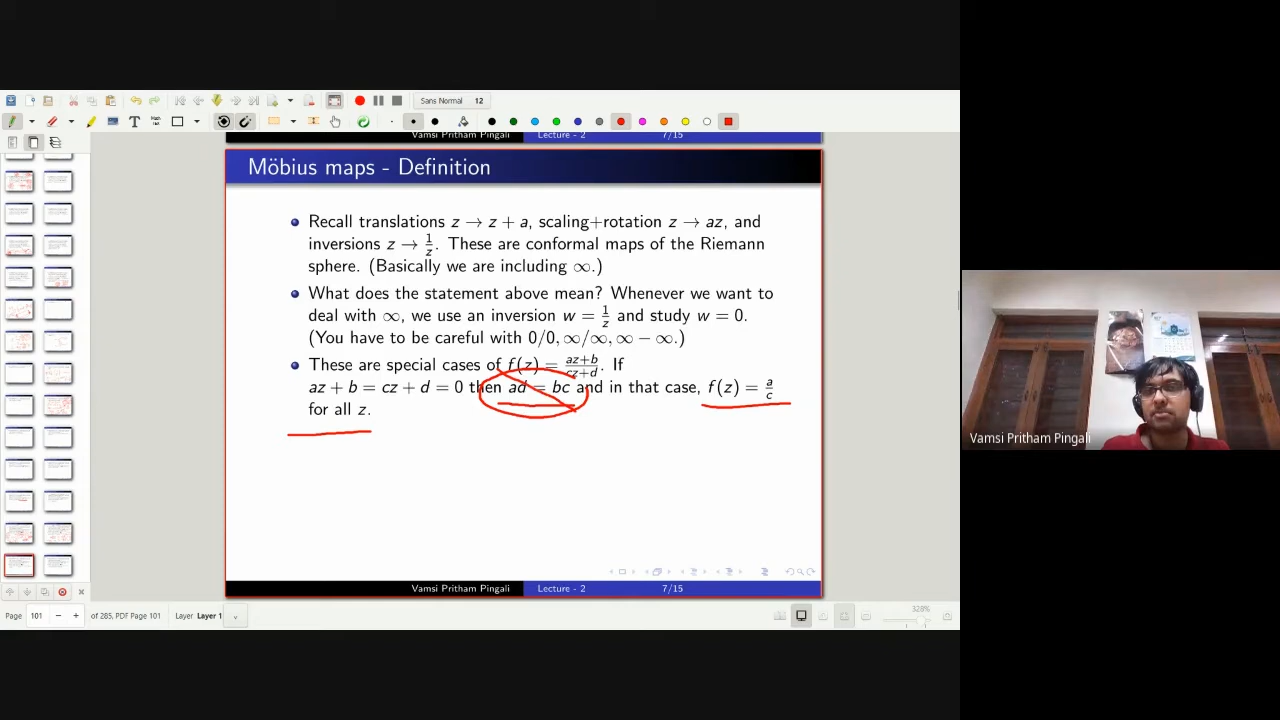 Sans Normal 12
Vamsi Pritham Pingali Lecture - 2 7/15
Möbius maps - Definition
Recall translations z → z + a, scaling+rotation z → az, and
inversions z → 1/z. These are conformal maps of the Riemann
sphere. (Basically we are including ∞.)
What does the statement above mean? Whenever we want to
deal with ∞, we use an inversion w = 1/z and study w = 0.
(You have to be careful with 0/0, ∞/∞, ∞ − ∞.)
These are special cases of f(z) = az+b/cz+d. If
az + b = cz + d = 0 then ad = bc and in that case, f(z) = a/c
for all z.
Vamsi Pritham Pingali Lecture - 2 7/15
Page 101 of 285, PDF Page 101 Layer Layer 1 328%
Vamsi Pritham Pingali